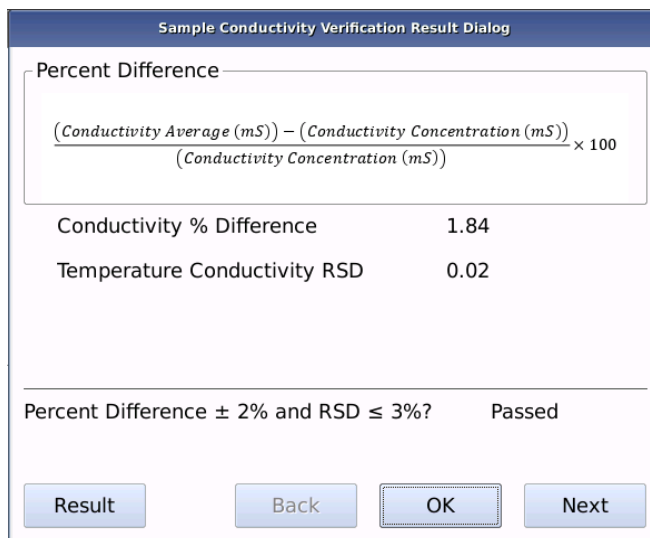 Sample Conductivity Verification Result Dialog
Percent Difference
(Conductivity Average (mS)) − (Conductivity Concentration (mS))
(Conductivity Concentration (mS))
× 100
Conductivity % Difference 1.84
Temperature Conductivity RSD 0.02
Percent Difference ± 2% and RSD ≤ 3%? Passed
Result Back OK Next